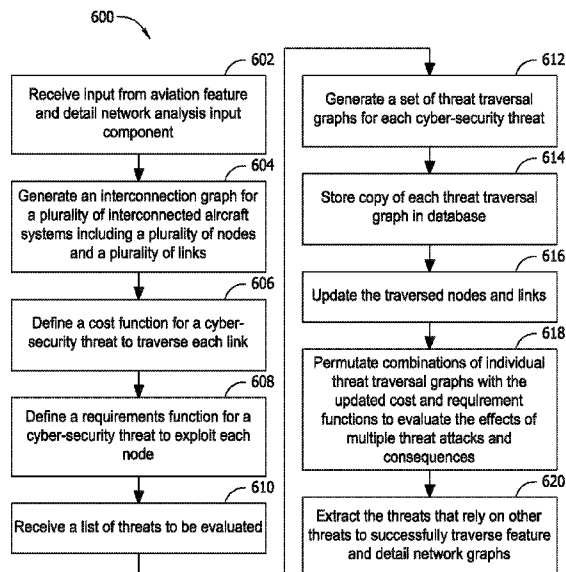 600
602
Receive input from aviation feature
and detail network analysis input
component
604
Generate an interconnection graph for
a plurality of interconnected aircraft
systems including a plurality of nodes
and a plurality of links
606
Define a cost function for a cyber-
security threat to traverse each link
608
Define a requirements function for a
cyber-security threat to exploit each
node
610
Receive a list of threats to be evaluated
612
Generate a set of threat traversal
graphs for each cyber-security threat
614
Store copy of each threat traversal
graph in database
616
Update the traversed nodes and links
618
Permutate combinations of individual
threat traversal graphs with the
updated cost and requirement
functions to evaluate the effects of
multiple threat attacks and
consequences
620
Extract the threats that rely on other
threats to successfully traverse feature
and detail network graphs